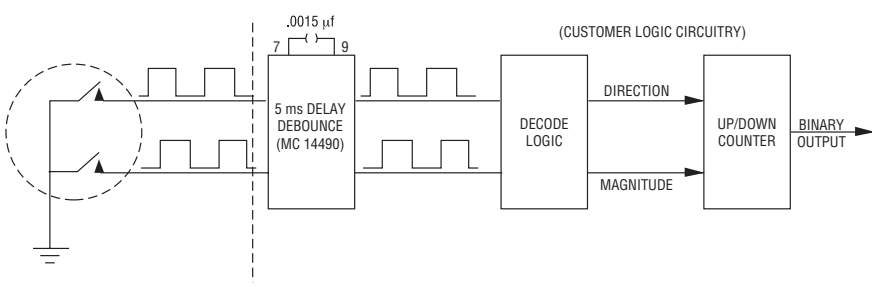 .0015 µf
7 9
(CUSTOMER LOGIC CIRCUITRY)
5 ms DELAY
DEBOUNCE
(MC 14490)
DECODE
LOGIC
DIRECTION
MAGNITUDE
UP/DOWN
COUNTER
BINARY
OUTPUT